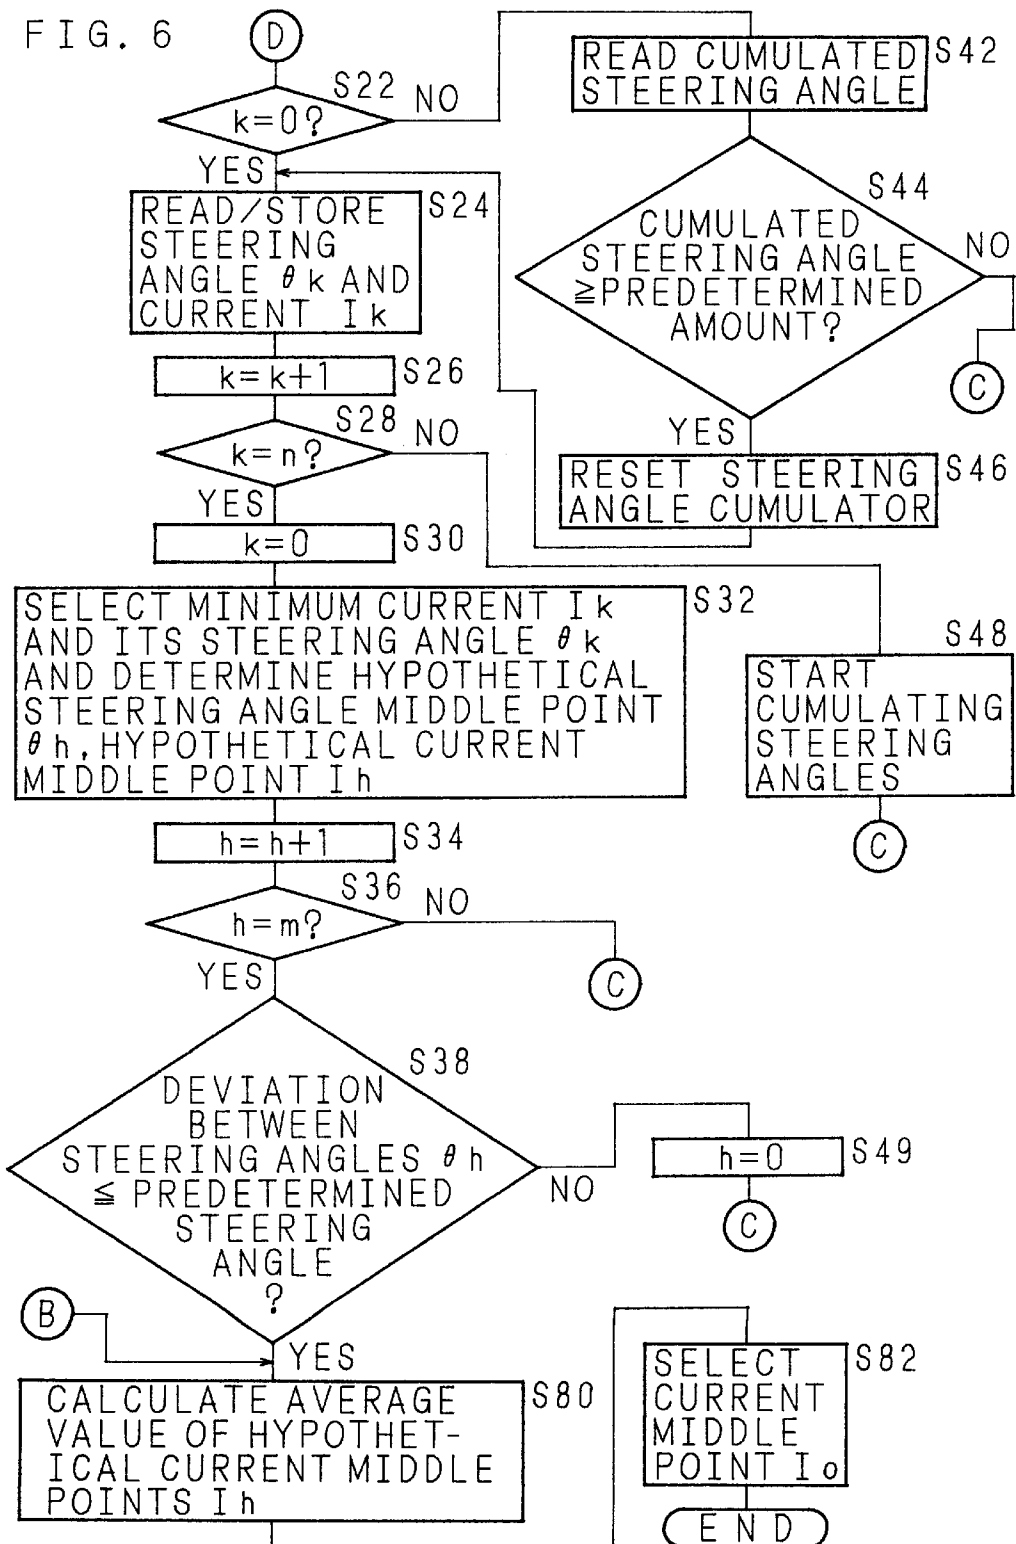 FIG. 6
D
S22
k=0?
NO
YES
READ/STORE
STEERING
ANGLE θk AND
CURRENT Ik
S24
k=k+1
S26
S28
k=n?
NO
YES
k=0
S30
SELECT MINIMUM CURRENT Ik
AND ITS STEERING ANGLE θk
AND DETERMINE HYPOTHETICAL
STEERING ANGLE MIDDLE POINT
θh, HYPOTHETICAL CURRENT
MIDDLE POINT Ih
S32
h=h+1
S34
S36
h=m?
NO
C
YES
S38
DEVIATION
BETWEEN
STEERING ANGLES θh
≦ PREDETERMINED
STEERING
ANGLE
?
NO
h=0
S49
C
B
YES
CALCULATE AVERAGE
VALUE OF HYPOTHET-
ICAL CURRENT MIDDLE
POINTS Ih
S80
READ CUMULATED
STEERING ANGLE
S42
S44
CUMULATED
STEERING ANGLE
≧PREDETERMINED
AMOUNT?
NO
C
YES
RESET STEERING
ANGLE CUMULATOR
S46
S48
START
CUMULATING
STEERING
ANGLES
C
SELECT
CURRENT
MIDDLE
POINT Io
S82
END